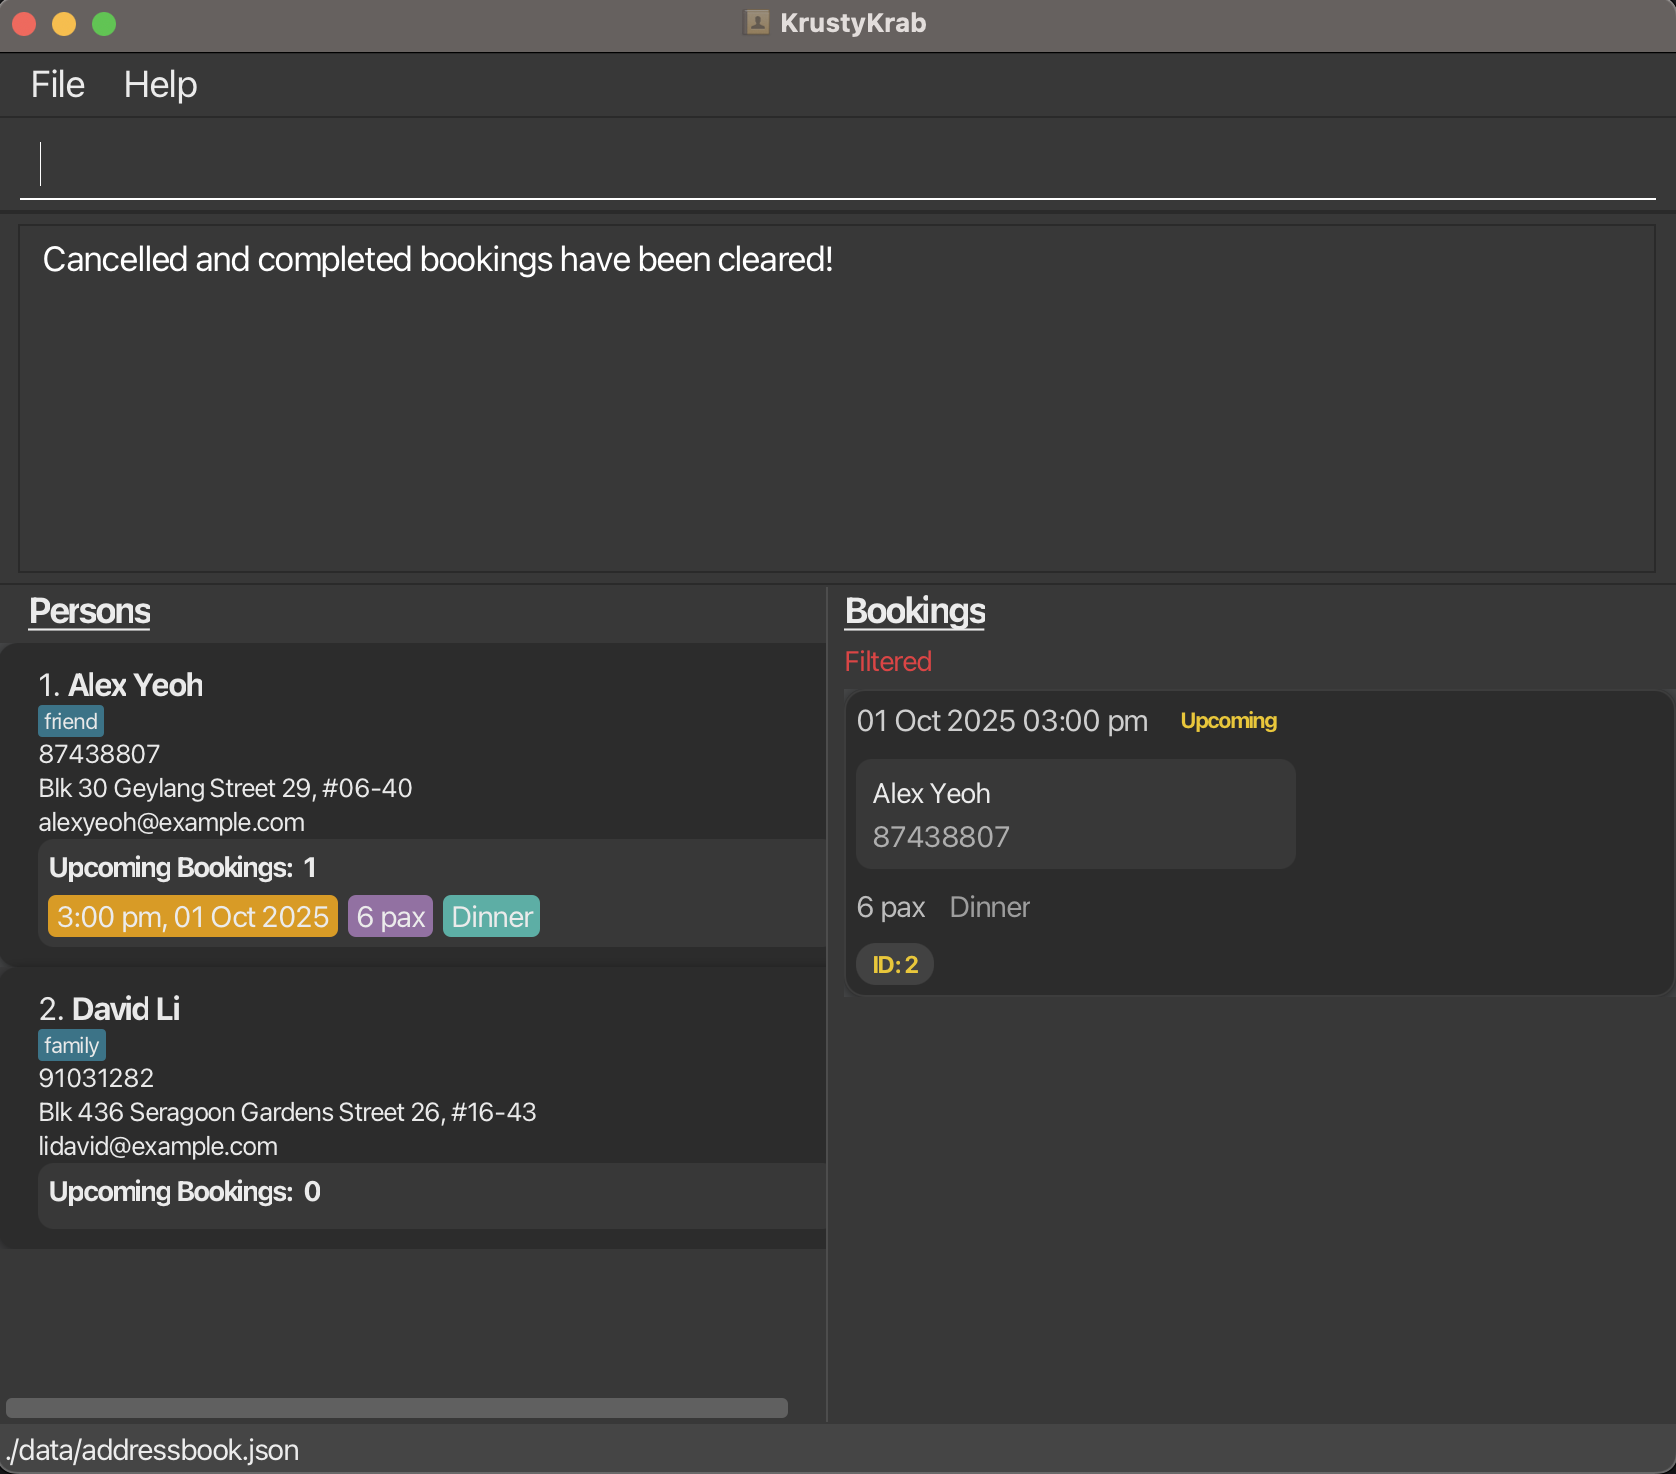 KrustyKrab
File Help
Cancelled and completed bookings have been cleared!
Persons
1. Alex Yeoh
friend
87438807
Blk 30 Geylang Street 29, #06-40
alexyeoh@example.com
Upcoming Bookings: 1
3:00 pm, 01 Oct 2025 6 pax Dinner
2. David Li
family
91031282
Blk 436 Seragoon Gardens Street 26, #16-43
lidavid@example.com
Upcoming Bookings: 0
Bookings
Filtered
01 Oct 2025 03:00 pm Upcoming
Alex Yeoh
87438807
6 pax Dinner
ID: 2
./data/addressbook.json